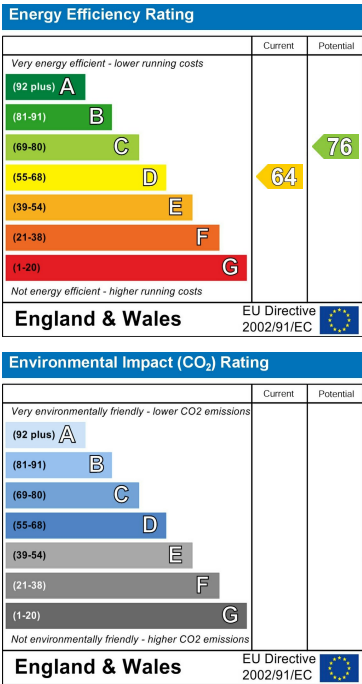 Energy Efficiency Rating
Current Potential
Very energy efficient - lower running costs
(92 plus) A
(81-91) B
(69-80) C 76
(55-68) D 64
(39-54) E
(21-38) F
(1-20) G
Not energy efficient - higher running costs
England & Wales EU Directive 2002/91/EC
Environmental Impact (CO₂) Rating
Current Potential
Very environmentally friendly - lower CO2 emissions
(92 plus) A
(81-91) B
(69-80) C
(55-68) D
(39-54) E
(21-38) F
(1-20) G
Not environmentally friendly - higher CO2 emissions
England & Wales EU Directive 2002/91/EC